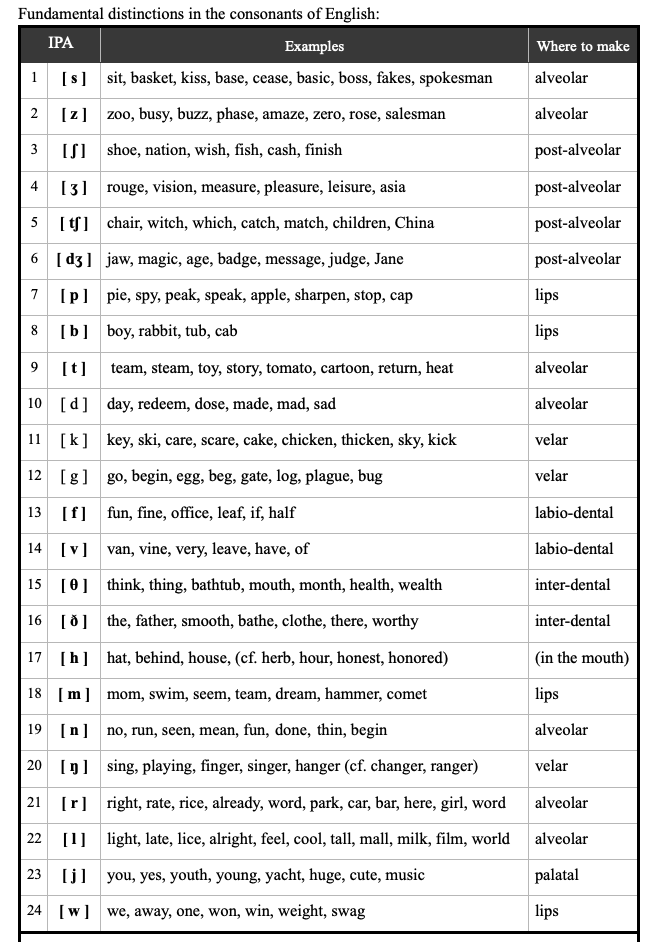 Fundamental distinctions in the consonants of English:
IPA Examples Where to make
1 [ s ] sit, basket, kiss, base, cease, basic, boss, fakes, spokesman alveolar
2 [ z ] zoo, busy, buzz, phase, amaze, zero, rose, salesman alveolar
3 [ ʃ ] shoe, nation, wish, fish, cash, finish post-alveolar
4 [ ʒ ] rouge, vision, measure, pleasure, leisure, asia post-alveolar
5 [ ʧ ] chair, witch, which, catch, match, children, China post-alveolar
6 [ dʒ ] jaw, magic, age, badge, message, judge, Jane post-alveolar
7 [ p ] pie, spy, peak, speak, apple, sharpen, stop, cap lips
8 [ b ] boy, rabbit, tub, cab lips
9 [ t ] team, steam, toy, story, tomato, cartoon, return, heat alveolar
10 [ d ] day, redeem, dose, made, mad, sad alveolar
11 [ k ] key, ski, care, scare, cake, chicken, thicken, sky, kick velar
12 [ g ] go, begin, egg, beg, gate, log, plague, bug velar
13 [ f ] fun, fine, office, leaf, if, half labio-dental
14 [ v ] van, vine, very, leave, have, of labio-dental
15 [ θ ] think, thing, bathtub, mouth, month, health, wealth inter-dental
16 [ ð ] the, father, smooth, bathe, clothe, there, worthy inter-dental
17 [ h ] hat, behind, house, (cf. herb, hour, honest, honored) (in the mouth)
18 [ m ] mom, swim, seem, team, dream, hammer, comet lips
19 [ n ] no, run, seen, mean, fun, done, thin, begin alveolar
20 [ ŋ ] sing, playing, finger, singer, hanger (cf. changer, ranger) velar
21 [ r ] right, rate, rice, already, word, park, car, bar, here, girl, word alveolar
22 [ l ] light, late, lice, alright, feel, cool, tall, mall, milk, film, world alveolar
23 [ j ] you, yes, youth, young, yacht, huge, cute, music palatal
24 [ w ] we, away, one, won, win, weight, swag lips